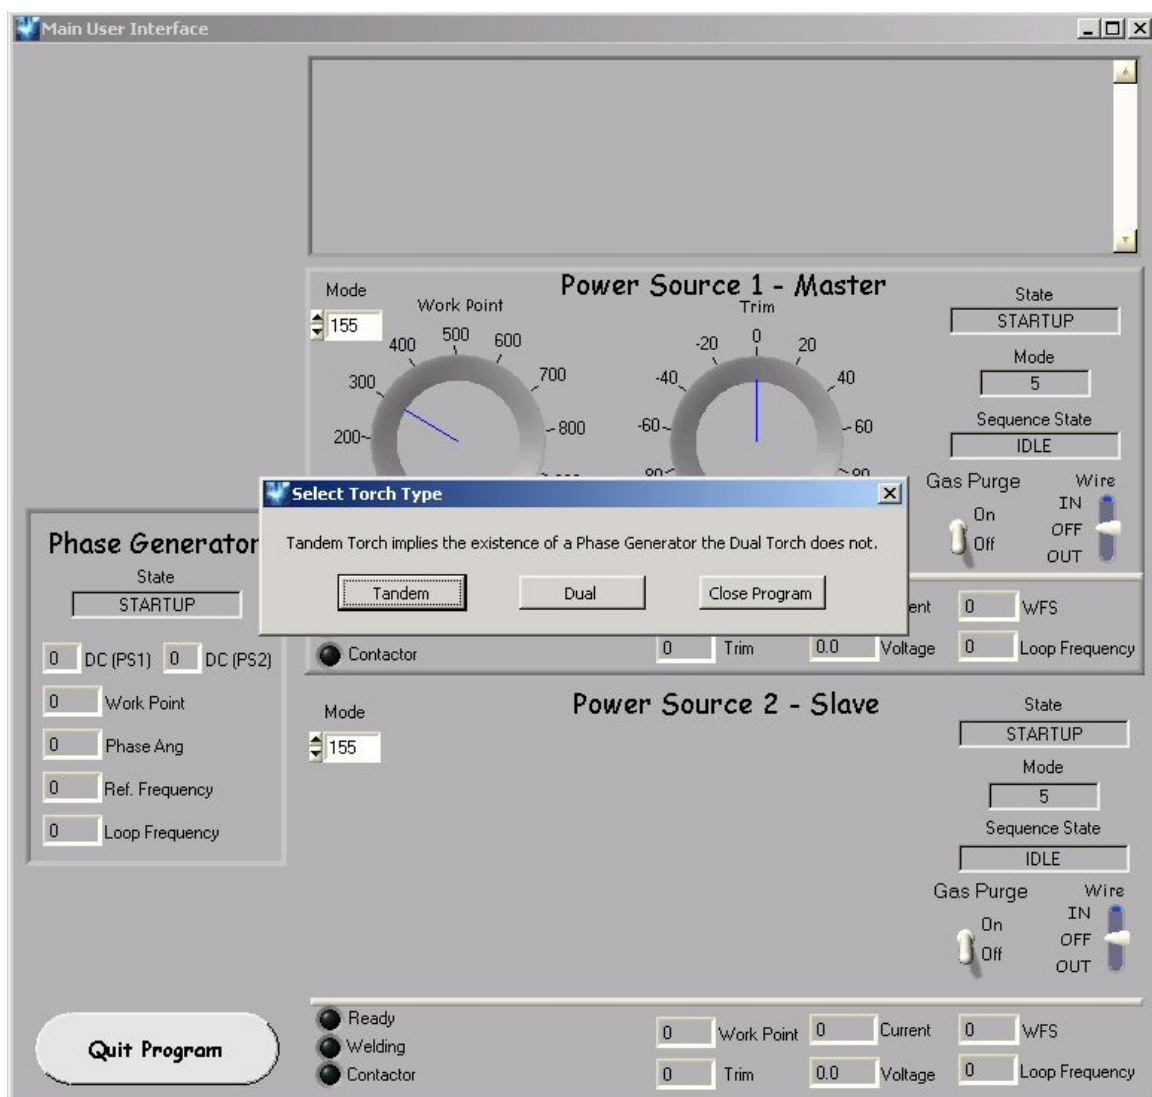 Main User Interface
Power Source 1 - Master
Mode
155
Work Point
200
300
400
500
600
700
800
Trim
-60
-40
-20
0
20
40
60
State
STARTUP
Mode
5
Sequence State
IDLE
Gas Purge
On
Off
Wire
IN
OFF
OUT
Select Torch Type
Tandem Torch implies the existence of a Phase Generator the Dual Torch does not.
Tandem Dual Close Program
Phase Generator
State
STARTUP
0 DC (PS1) 0 DC (PS2)
0 Work Point
0 Phase Ang
0 Ref. Frequency
0 Loop Frequency
0 WFS
Contactor
0 Trim 0.0 Voltage 0 Loop Frequency
Power Source 2 - Slave
Mode
155
State
STARTUP
Mode
5
Sequence State
IDLE
Gas Purge
On
Off
Wire
IN
OFF
OUT
Quit Program
Ready
Welding
Contactor
0 Work Point 0 Current 0 WFS
0 Trim 0.0 Voltage 0 Loop Frequency